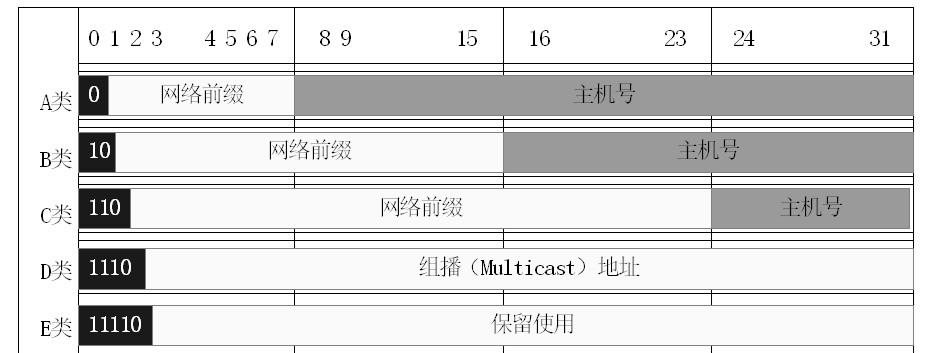 0 1 2 3 4 5 6 7 8 9 15 16 23 24 31
A类 0 网络前缀 主机号
B类 10 网络前缀 主机号
C类 110 网络前缀 主机号
D类 1110 组播（Multicast）地址
E类 11110 保留使用